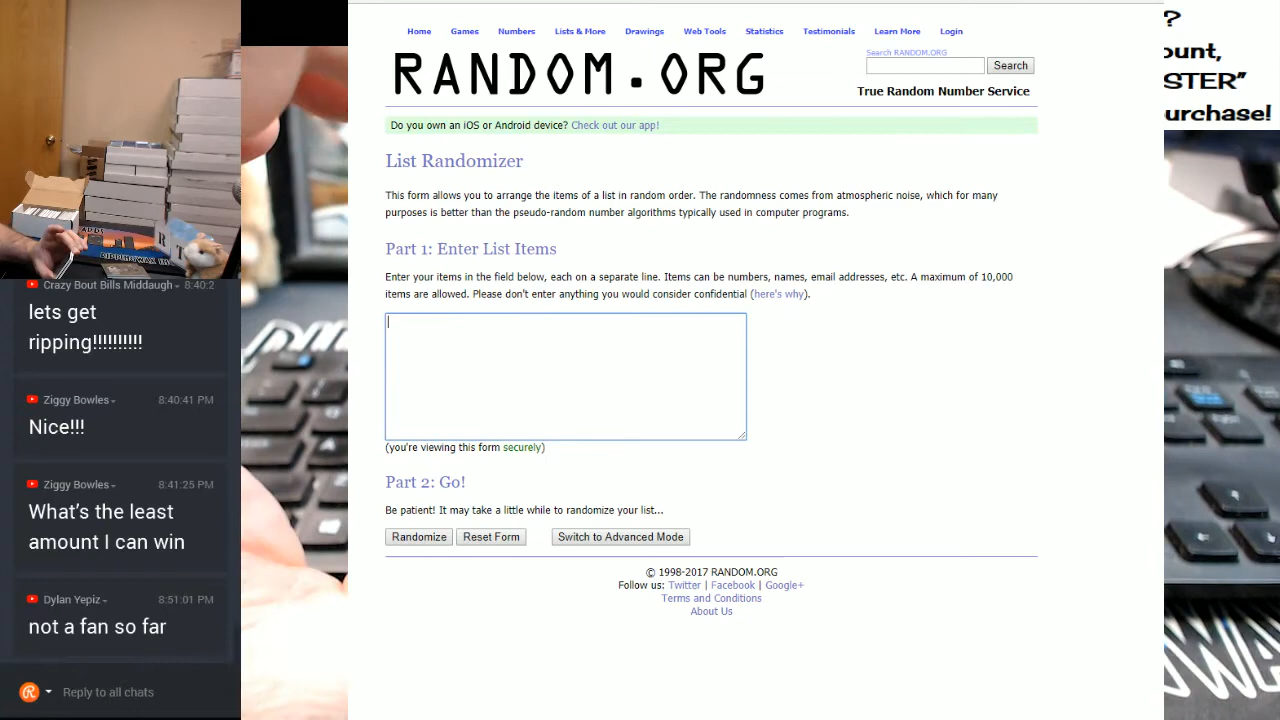 Home Games Numbers Lists & More Drawings Web Tools Statistics Testimonials Learn More Login
RANDOM.ORG
Search RANDOM.ORG
Search
True Random Number Service
Do you own an iOS or Android device? Check out our app!
List Randomizer
This form allows you to arrange the items of a list in random order. The randomness comes from atmospheric noise, which for many
purposes is better than the pseudo-random number algorithms typically used in computer programs.
Part 1: Enter List Items
Enter your items in the field below, each on a separate line. Items can be numbers, names, email addresses, etc. A maximum of 10,000
items are allowed. Please don't enter anything you would consider confidential (here's why).
(you're viewing this form securely)
Part 2: Go!
Be patient! It may take a little while to randomize your list...
Randomize Reset Form Switch to Advanced Mode
© 1998-2017 RANDOM.ORG
Follow us: Twitter | Facebook | Google+
Terms and Conditions
About Us
Crazy Bout Bills Middaugh 8:40:2
lets get
ripping!!!!!!!!!!
Ziggy Bowles 8:40:41 PM
Nice!!!
Ziggy Bowles 8:41:25 PM
What's the least
amount I can win
Dylan Yepiz 8:51:01 PM
not a fan so far
Reply to all chats
?
ount,
STER"
urchase!